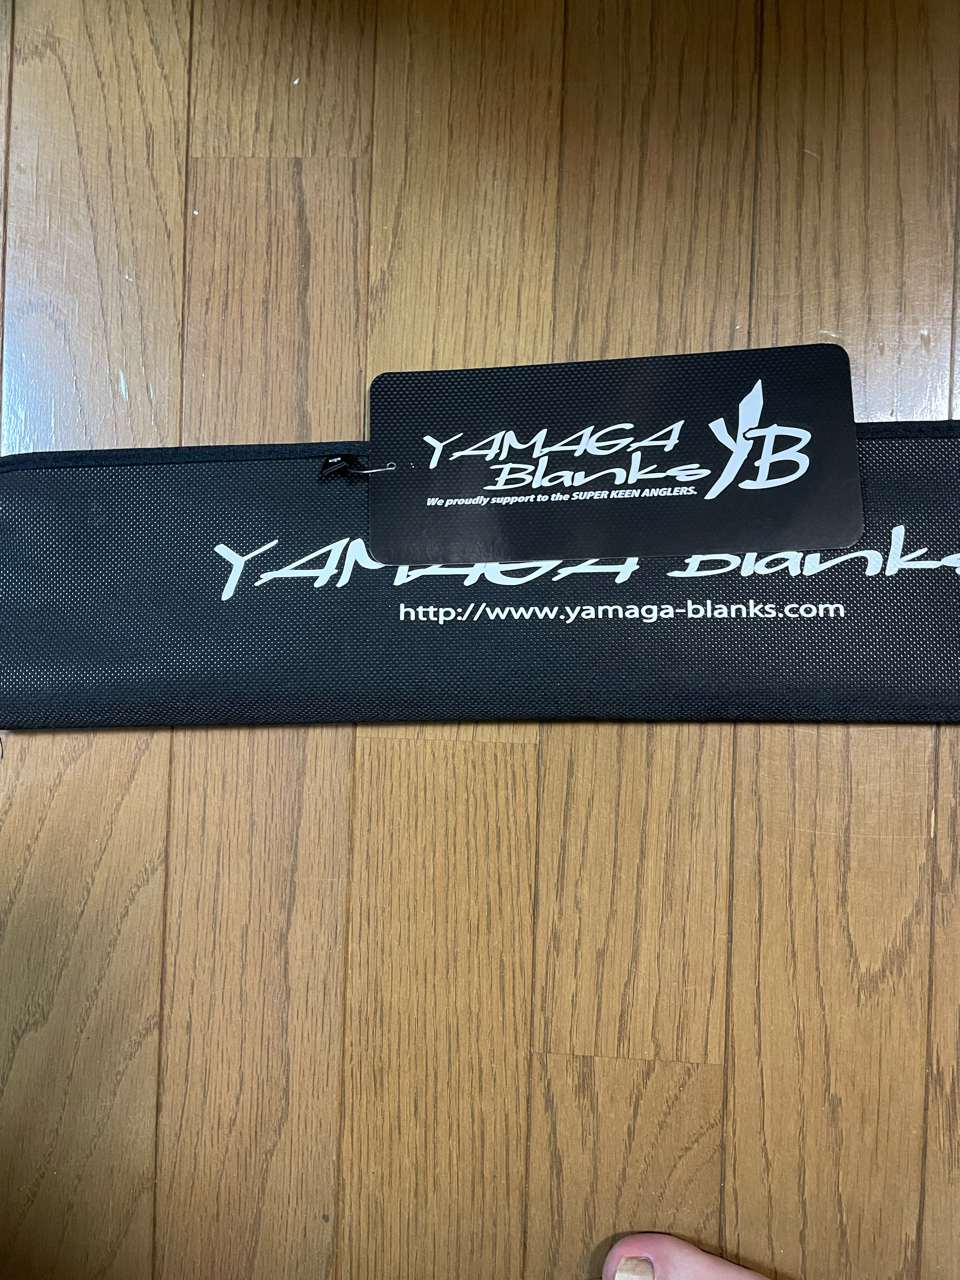 YAMAGA
Blanks YB
We proudly support to the SUPER KEEN ANGLERS.
YAMAGA Blanks
http://www.yamaga-blanks.com